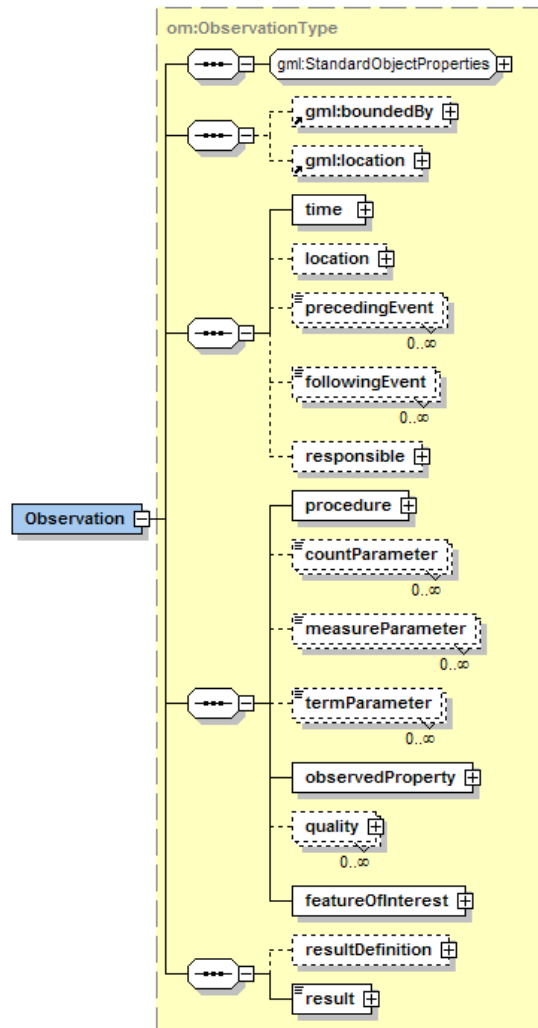 om:ObservationType
gml:StandardObjectProperties
gml:boundedBy
gml:location
time
location
precedingEvent
0..∞
followingEvent
0..∞
responsible
Observation
procedure
countParameter
0..∞
measureParameter
0..∞
termParameter
0..∞
observedProperty
quality
0..∞
featureOfInterest
resultDefinition
result